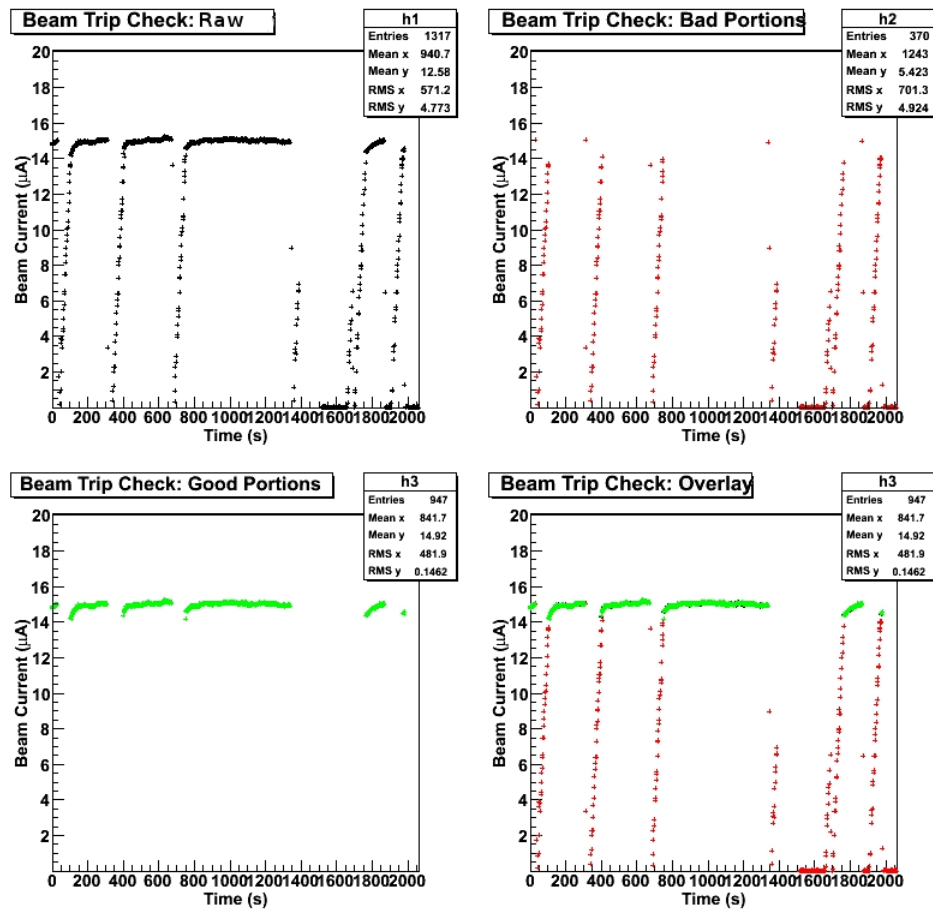 Beam Trip Check: Raw
h1
Entries 1317
Mean x 940.7
Mean y 12.58
RMS x 571.2
RMS y 4.773
20
18
16
14
12
10
8
6
4
2
Beam Current (μA)
0 200 400 600 800 1000 1200 1400 1600 1800 2000
Time (s)
Beam Trip Check: Bad Portions
h2
Entries 370
Mean x 1243
Mean y 5.423
RMS x 701.3
RMS y 4.924
20
18
16
14
12
10
8
6
4
2
Beam Current (μA)
0 200 400 600 800 1000 1200 1400 1600 1800 2000
Time (s)
Beam Trip Check: Good Portions
h3
Entries 947
Mean x 841.7
Mean y 14.92
RMS x 481.9
RMS y 0.1462
20
18
16
14
12
10
8
6
4
2
Beam Current (μA)
0 200 400 600 800 1000 1200 1400 1600 1800 2000
Time (s)
Beam Trip Check: Overlay
h3
Entries 947
Mean x 841.7
Mean y 14.92
RMS x 481.9
RMS y 0.1462
20
18
16
14
12
10
8
6
4
2
Beam Current (μA)
0 200 400 600 800 1000 1200 1400 1600 1800 2000
Time (s)